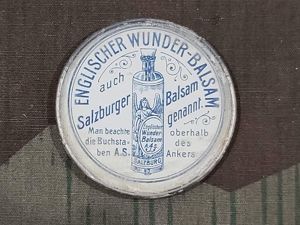 ENGLISCHER WUNDER-BALSAM
auch
Salzburger Balsam
genannt.
Man beachte oberhalb
die Buchsta- des
ben A.S. Ankers
Englischer
Wunder
Balsam
SALZBURG